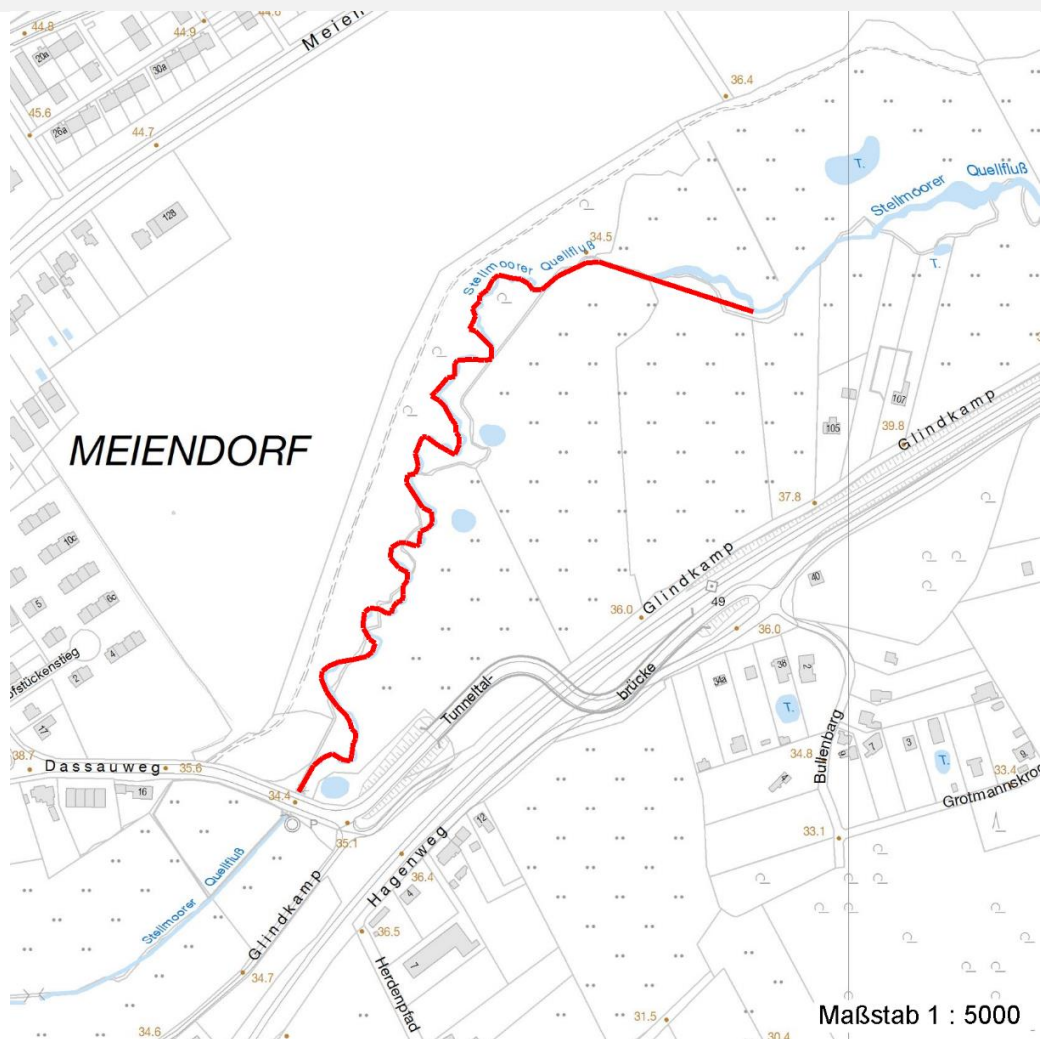 44.8
44.6
44.9
Meien
20a
30a
26a
45.6
44.7
36.4
128
T.
Stellmoorer Quellfluß
34.5
Stellmoorer Quellfluß
T.
107
105
39.8
Glindkamp
MEIENDORF
37.8
10c
5
6c
4
2
ofstückenstieg
17
Glindkamp
40
49
36.0
36.0
34a
38
2
Tunneltal-
brücke
T.
Bullenbarg
34.8
7
3
T.
9
33.4
Grotmannskron
38.7
Dassauweg
35.6
16
34.4
P
35.1
33.1
Stellmoorer Quellfluß
Glindkamp
Hagenweg
12
36.4
4
36.5
7
Herdenpfad
34.7
34.6
31.5
30.4
Maßstab 1 : 5000